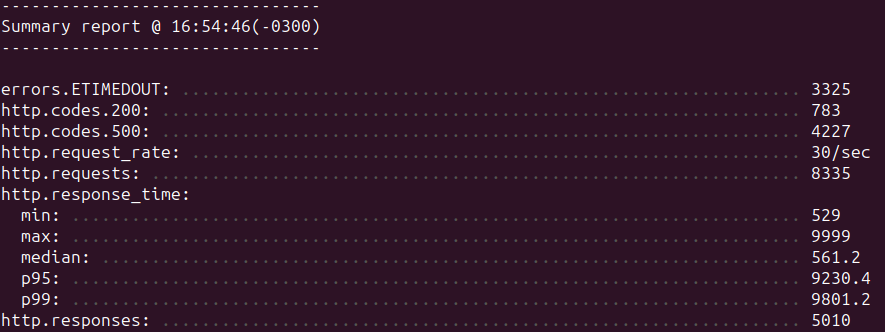 --------------------------------
Summary report @ 16:54:46(-0300)
--------------------------------
errors.ETIMEDOUT: .............................................................. 3325
http.codes.200: ................................................................ 783
http.codes.500: ................................................................ 4227
http.request_rate: ............................................................. 30/sec
http.requests: ................................................................. 8335
http.response_time:
  min: ......................................................................... 529
  max: ......................................................................... 9999
  median: ...................................................................... 561.2
  p95: ......................................................................... 9230.4
  p99: ......................................................................... 9801.2
http.responses: ................................................................ 5010